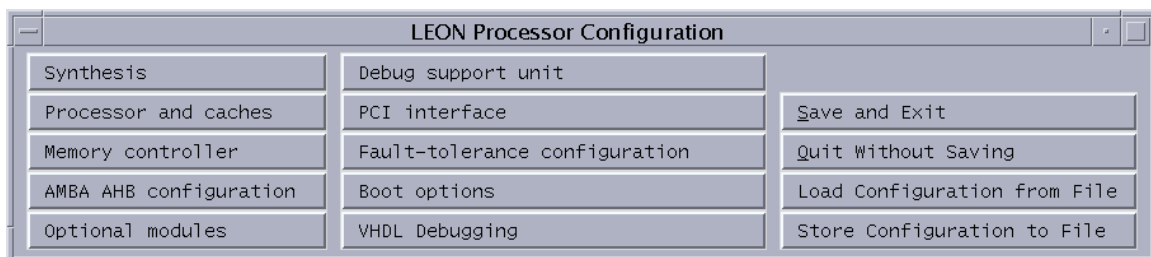 LEON Processor Configuration
Synthesis
Debug support unit
Processor and caches
PCI interface
Save and Exit
Memory controller
Fault-tolerance configuration
Quit Without Saving
AMBA AHB configuration
Boot options
Load Configuration from File
Optional modules
VHDL Debugging
Store Configuration to File